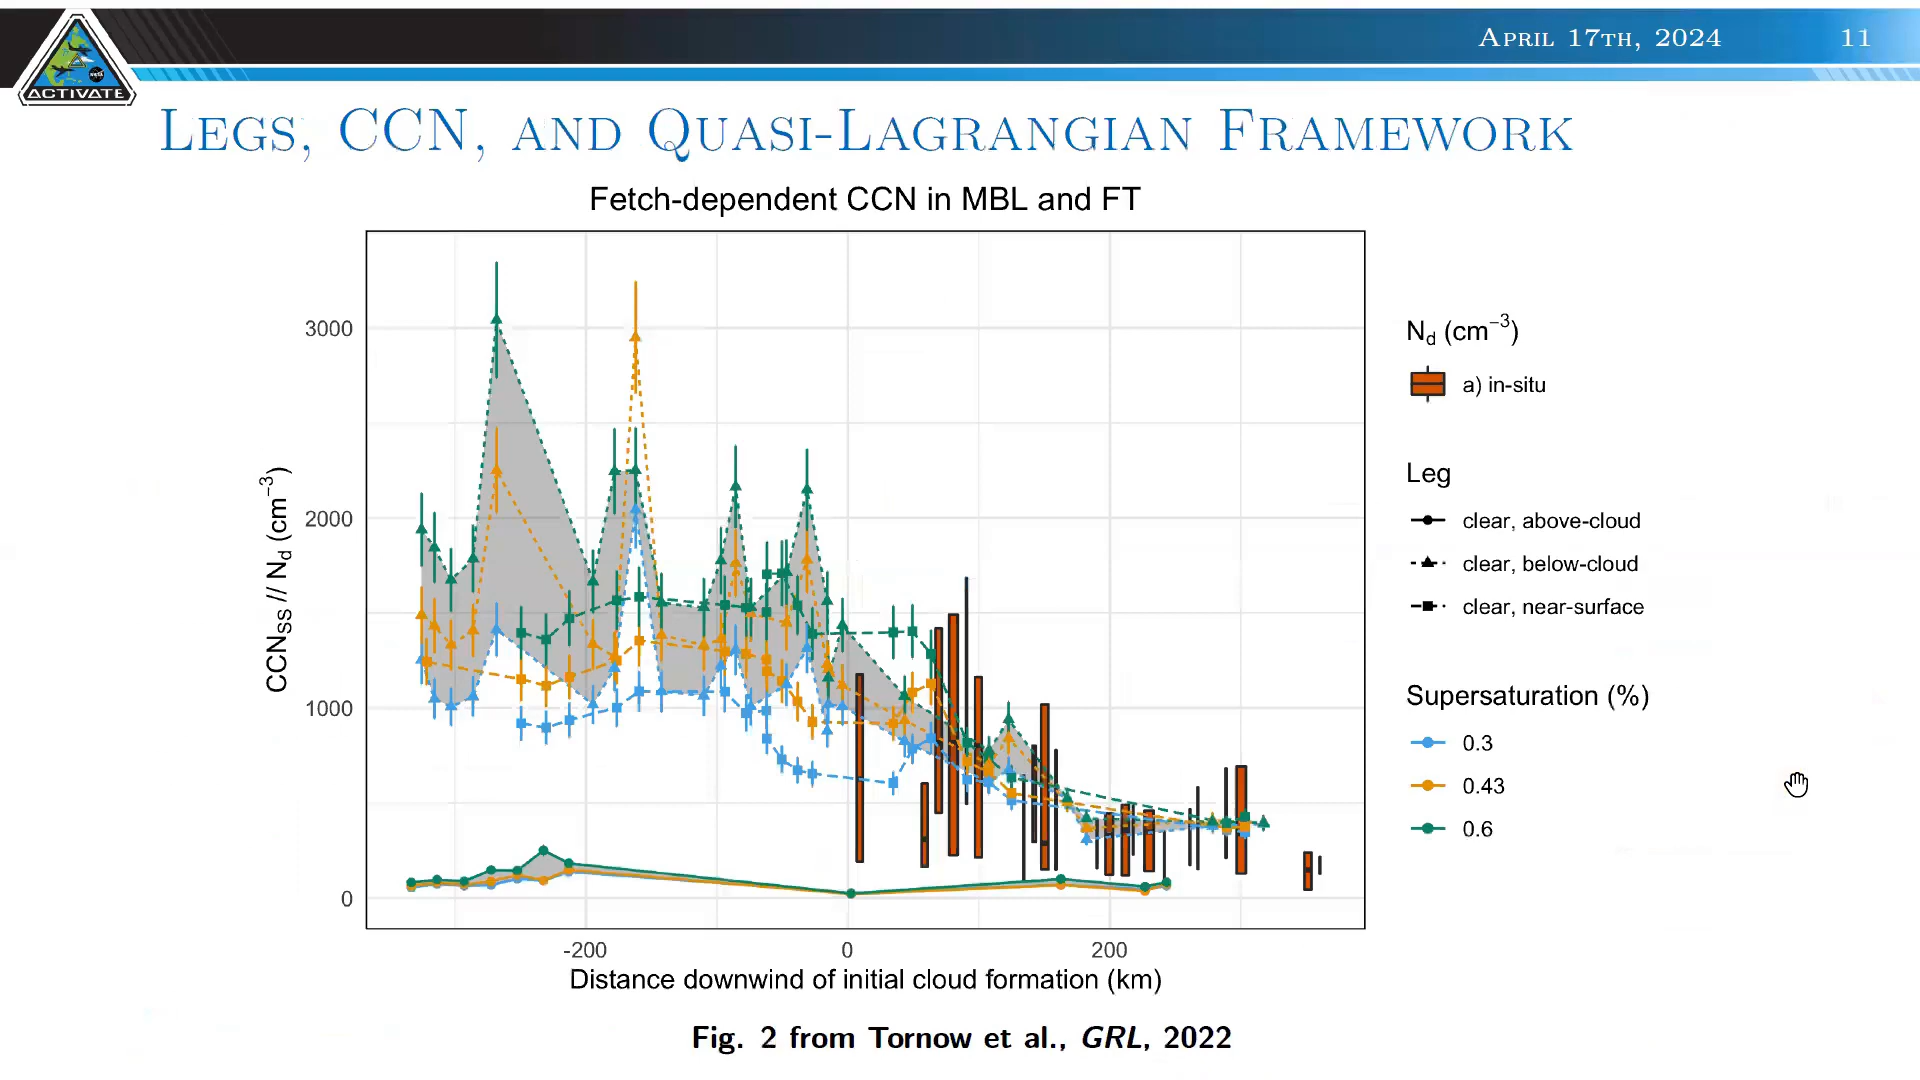 APRIL 17TH, 2024
11
ACTIVATE
LEGS, CCN, AND QUASI-LAGRANGIAN FRAMEWORK
Fetch-dependent CCN in MBL and FT
CCN_SS // N_d (cm⁻³)
3000
2000
1000
0
-200
0
200
Distance downwind of initial cloud formation (km)
N_d (cm⁻³)
a) in-situ
Leg
clear, above-cloud
clear, below-cloud
clear, near-surface
Supersaturation (%)
0.3
0.43
0.6
Fig. 2 from Tornow et al., GRL, 2022